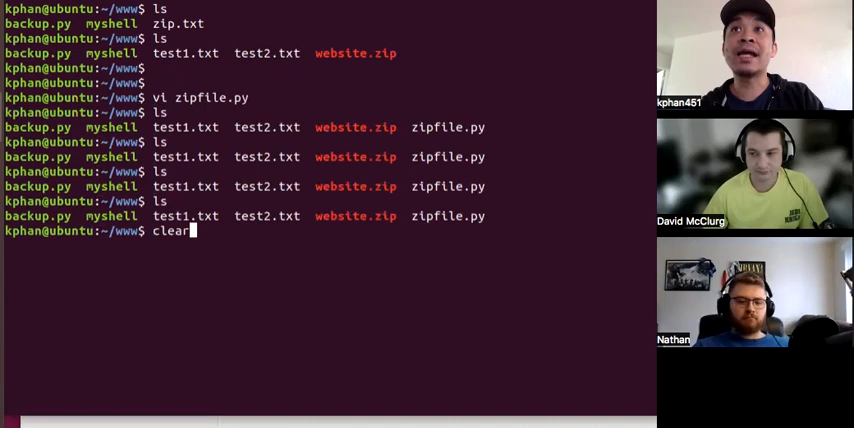 kphan@ubuntu:~/www$ ls
backup.py myshell zip.txt
kphan@ubuntu:~/www$ ls
backup.py myshell test1.txt test2.txt website.zip
kphan@ubuntu:~/www$
kphan@ubuntu:~/www$
kphan@ubuntu:~/www$ vi zipfile.py
kphan@ubuntu:~/www$ ls
backup.py myshell test1.txt test2.txt website.zip zipfile.py
kphan@ubuntu:~/www$ ls
backup.py myshell test1.txt test2.txt website.zip zipfile.py
kphan@ubuntu:~/www$ ls
backup.py myshell test1.txt test2.txt website.zip zipfile.py
kphan@ubuntu:~/www$ ls
backup.py myshell test1.txt test2.txt website.zip zipfile.py
kphan@ubuntu:~/www$ clear
kphan451
David McClurg
Nathan